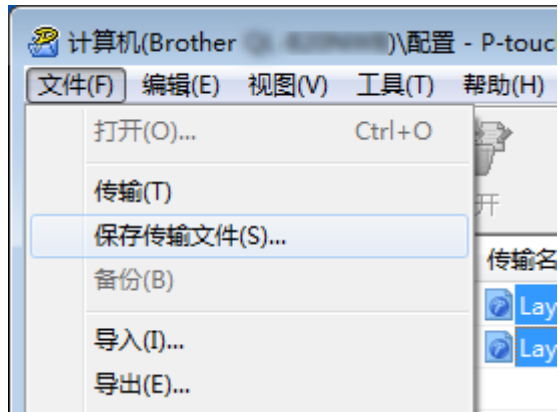 计算机(Brother )\配置 - P-touc
文件(F) 编辑(E) 视图(V) 工具(T) 帮助(H)
打开(O)... Ctrl+O
开
传输(T)
保存传输文件(S)...
传输名
备份(B)
Lay
导入(I)...
Lay
导出(E)...